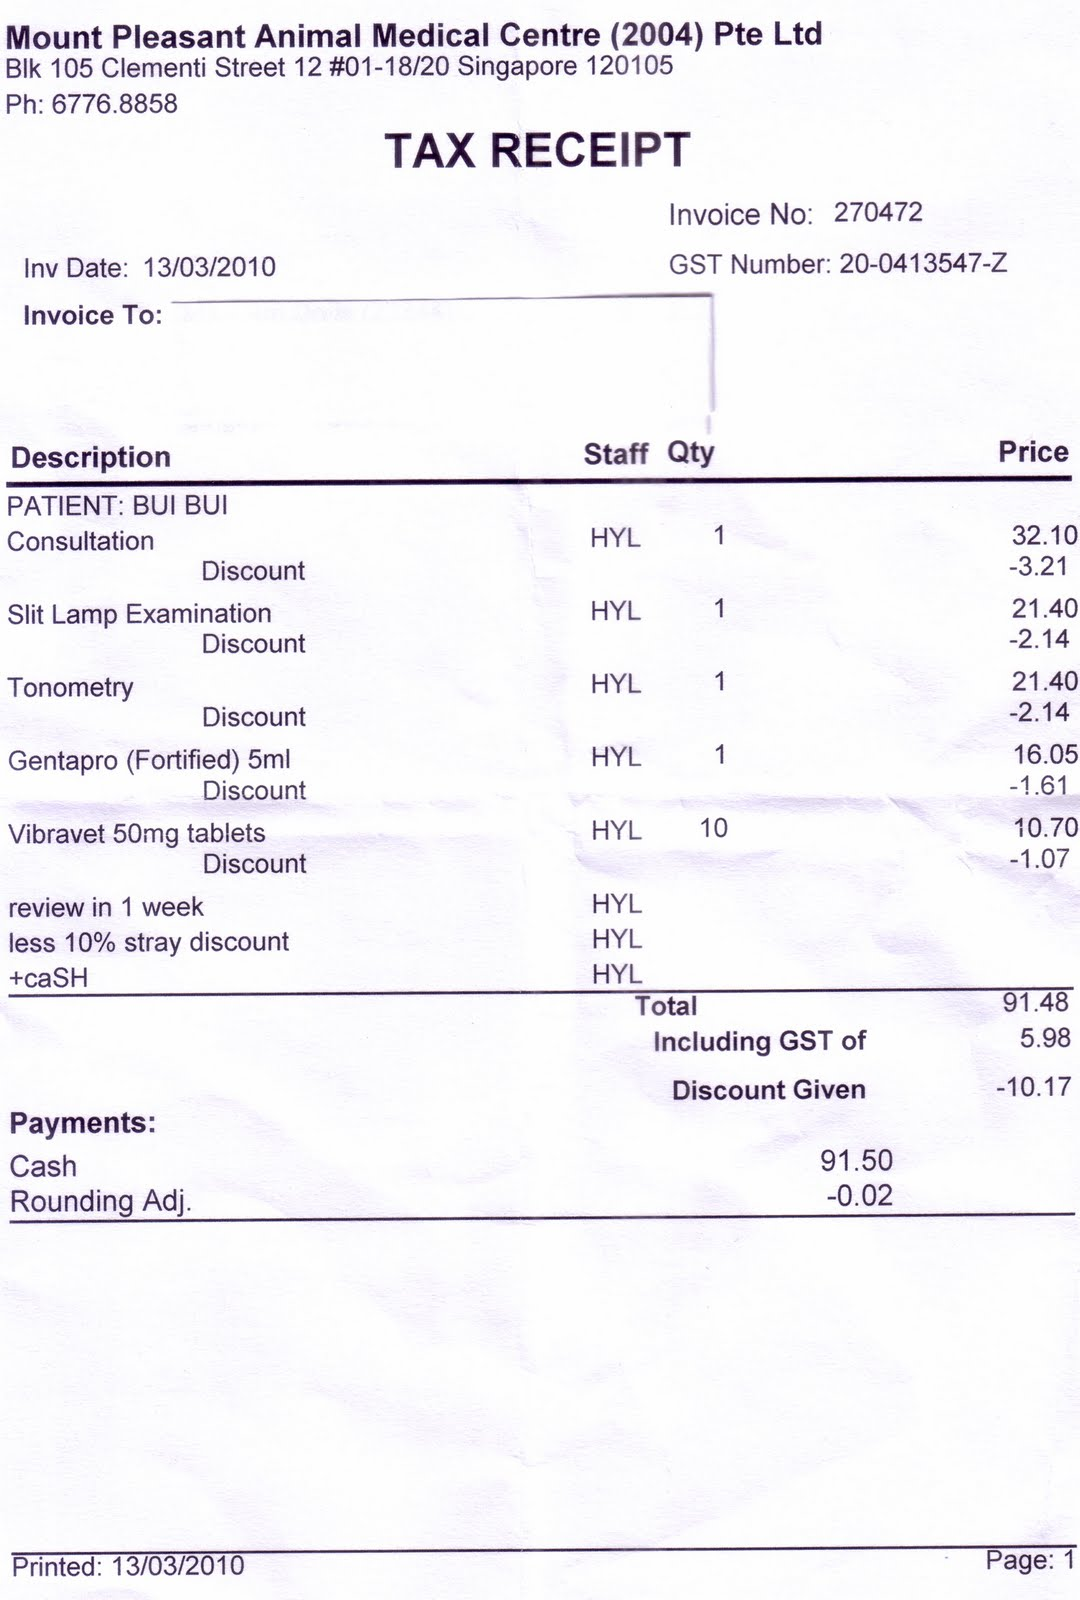 Mount Pleasant Animal Medical Centre (2004) Pte Ltd
Blk 105 Clementi Street 12 #01-18/20 Singapore 120105
Ph: 6776.8858
TAX RECEIPT
Invoice No: 270472
Inv Date: 13/03/2010 GST Number: 20-0413547-Z
Invoice To:
Description Staff Qty Price
PATIENT: BUI BUI
Consultation HYL 1 32.10
Discount -3.21
Slit Lamp Examination HYL 1 21.40
Discount -2.14
Tonometry HYL 1 21.40
Discount -2.14
Gentapro (Fortified) 5ml HYL 1 16.05
Discount -1.61
Vibravet 50mg tablets HYL 10 10.70
Discount -1.07
review in 1 week HYL
less 10% stray discount HYL
+caSH HYL
Total 91.48
Including GST of 5.98
Discount Given -10.17
Payments:
Cash 91.50
Rounding Adj. -0.02
Printed: 13/03/2010 Page: 1